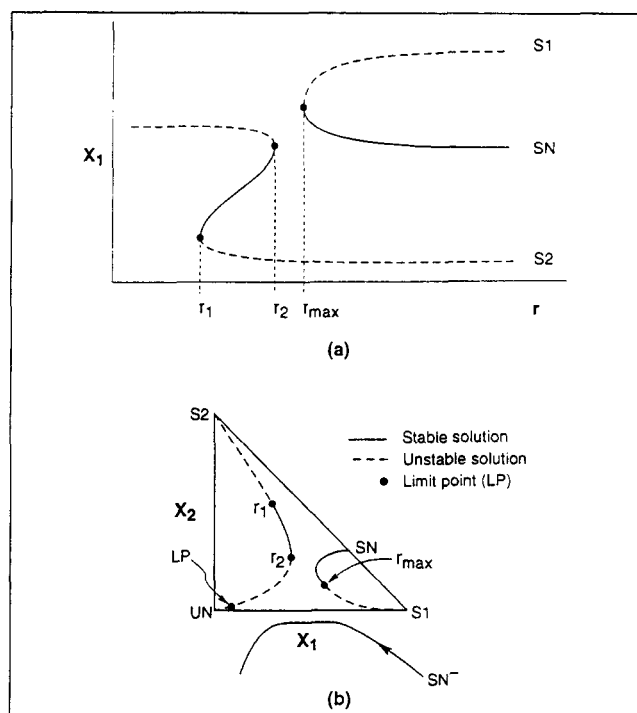 S1
X1
SN
S2
r1 r2 rmax r
(a)
S2
Stable solution
Unstable solution
Limit point (LP)
r1
X2
SN
r2 rmax
LP
UN S1
X1
SN−
(b)